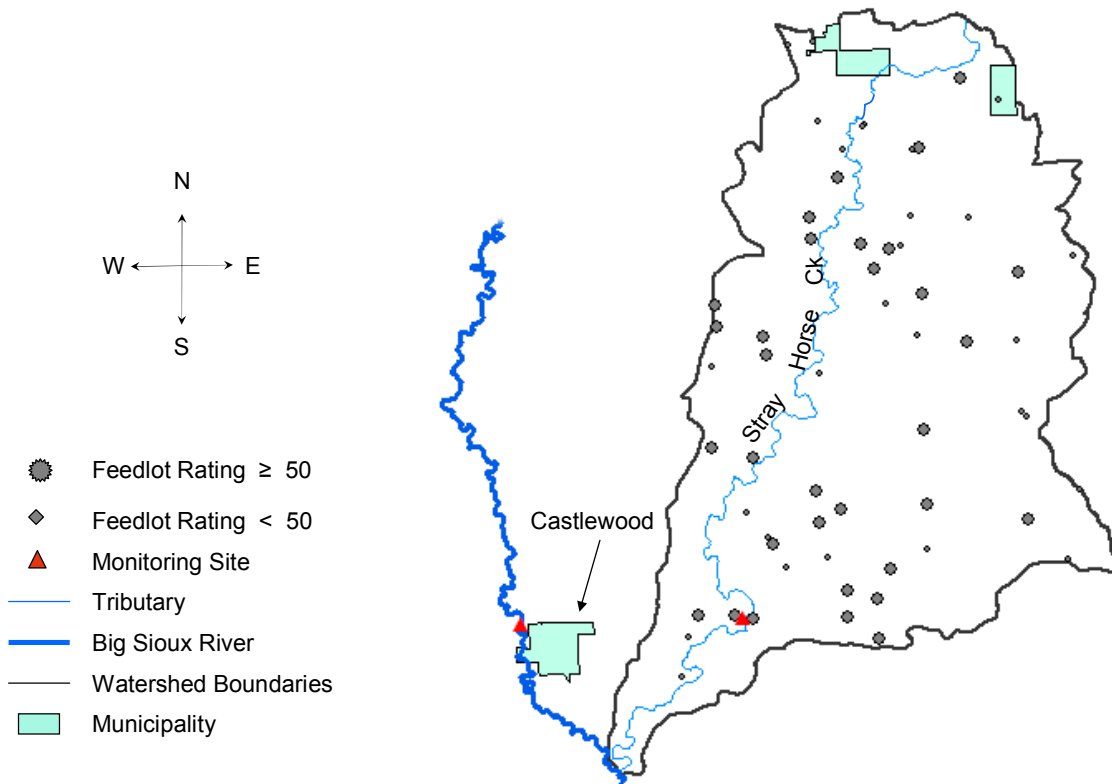 N
W E
S
Stray Horse Ck
Castlewood
Feedlot Rating ≥ 50
Feedlot Rating < 50
Monitoring Site
Tributary
Big Sioux River
Watershed Boundaries
Municipality